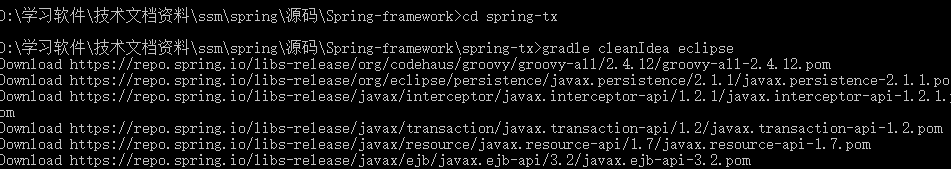 D:\学习软件\技术文档资料\ssm\spring\源码\Spring-framework>cd spring-tx
D:\学习软件\技术文档资料\ssm\spring\源码\Spring-framework\spring-tx>gradle cleanIdea eclipse
Download https://repo.spring.io/libs-release/org/codehaus/groovy/groovy-all/2.4.12/groovy-all-2.4.12.pom
Download https://repo.spring.io/libs-release/org/eclipse/persistence/javax.persistence/2.1.1/javax.persistence-2.1.1.po
Download https://repo.spring.io/libs-release/javax/interceptor/javax.interceptor-api/1.2.1/javax.interceptor-api-1.2.1.p
om
Download https://repo.spring.io/libs-release/javax/transaction/javax.transaction-api/1.2/javax.transaction-api-1.2.pom
Download https://repo.spring.io/libs-release/javax/resource/javax.resource-api/1.7/javax.resource-api-1.7.pom
Download https://repo.spring.io/libs-release/javax/ejb/javax.ejb-api/3.2/javax.ejb-api-3.2.pom